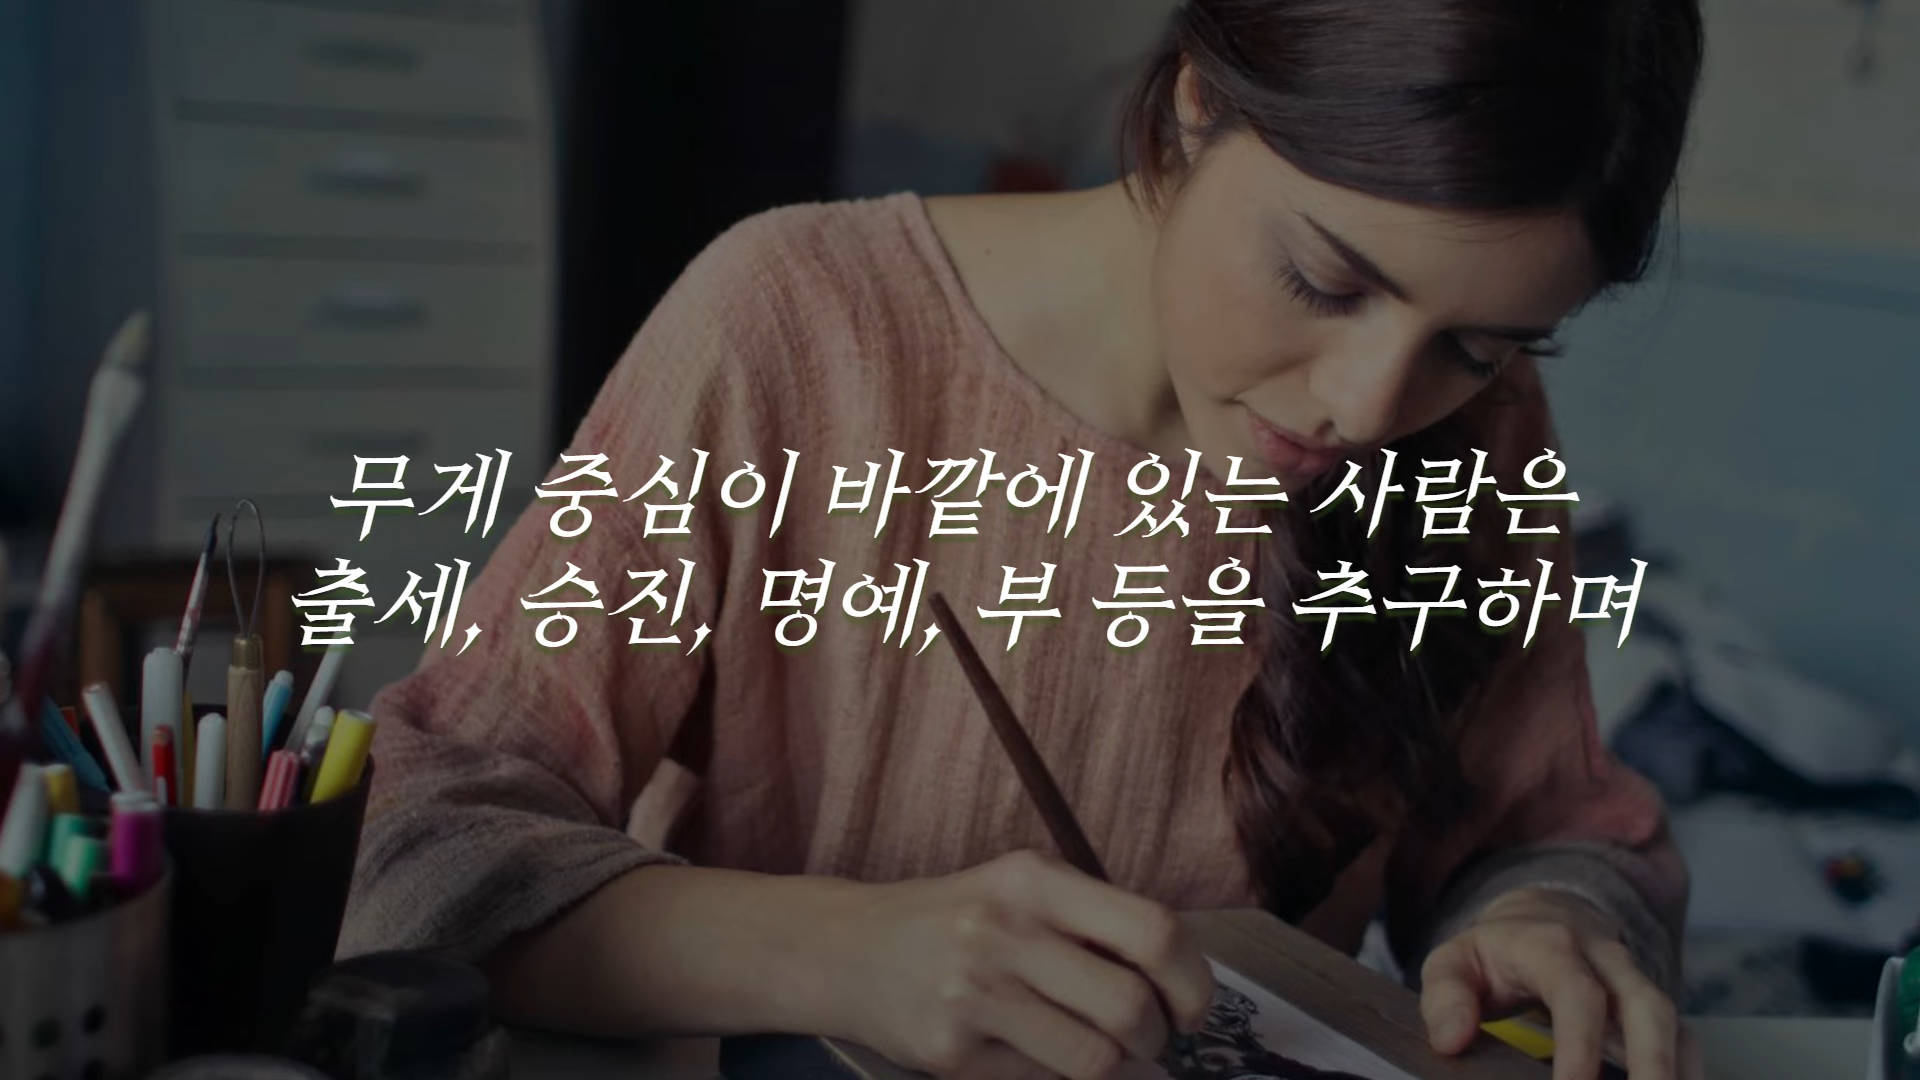 무게 중심이 바깥에 있는 사람은
출세, 승진, 명예, 부 등을 추구하며